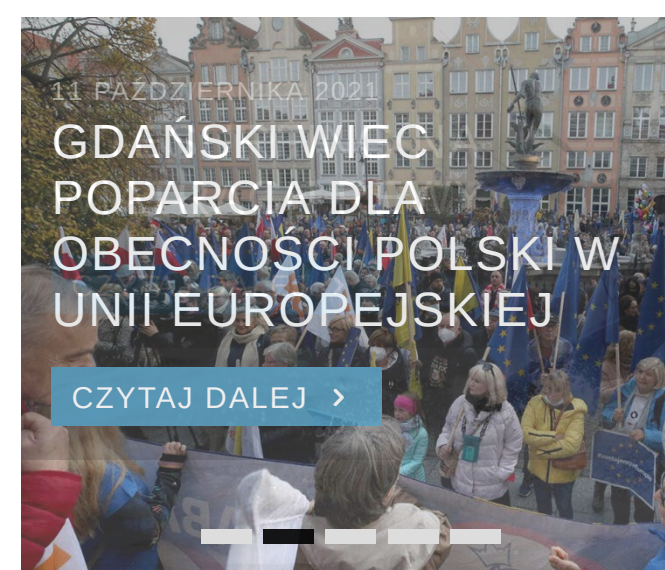 11 PAŹDZIERNIKA 2021
GDAŃSKI WIEC
POPARCIA DLA
OBECNOŚCI POLSKI W
UNII EUROPEJSKIEJ
CZYTAJ DALEJ